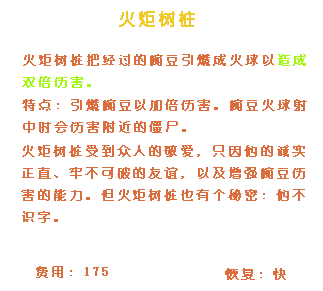 火炬树桩
火炬树桩把经过的豌豆引燃成火球以造成
双倍伤害。
特点：引燃豌豆以加倍伤害。豌豆火球射
中时会伤害附近的僵尸。
火炬树桩受到众人的敬爱，只因他的诚实
正直、牢不可破的友谊，以及增强豌豆伤
害的能力。但火炬树桩也有个秘密：他不
识字。
费用：175
恢复：快